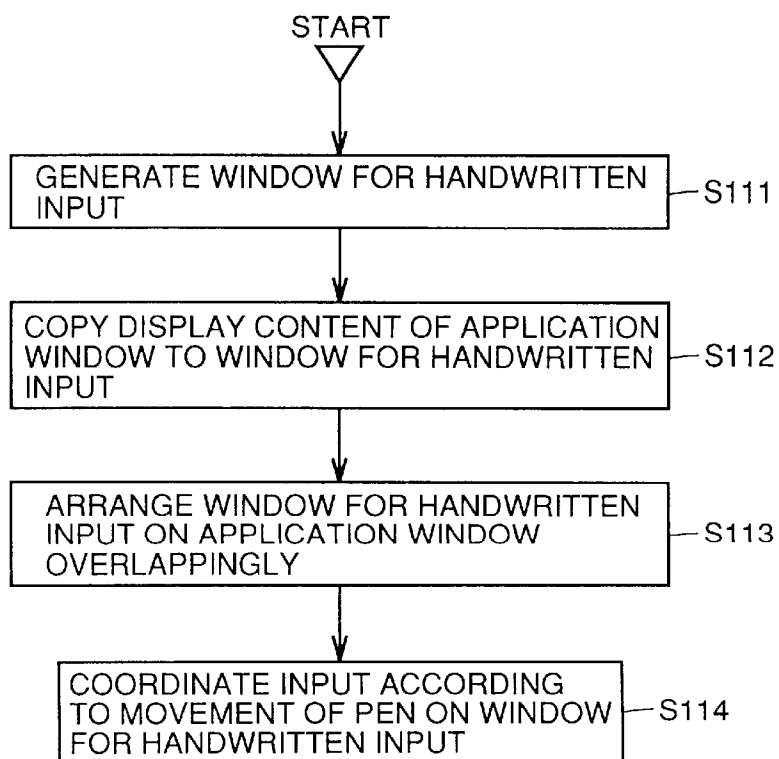 START
GENERATE WINDOW FOR HANDWRITTEN
INPUT
S111
COPY DISPLAY CONTENT OF APPLICATION
WINDOW TO WINDOW FOR HANDWRITTEN
INPUT
S112
ARRANGE WINDOW FOR HANDWRITTEN
INPUT ON APPLICATION WINDOW
OVERLAPPINGLY
S113
COORDINATE INPUT ACCORDING
TO MOVEMENT OF PEN ON WINDOW
FOR HANDWRITTEN INPUT
S114